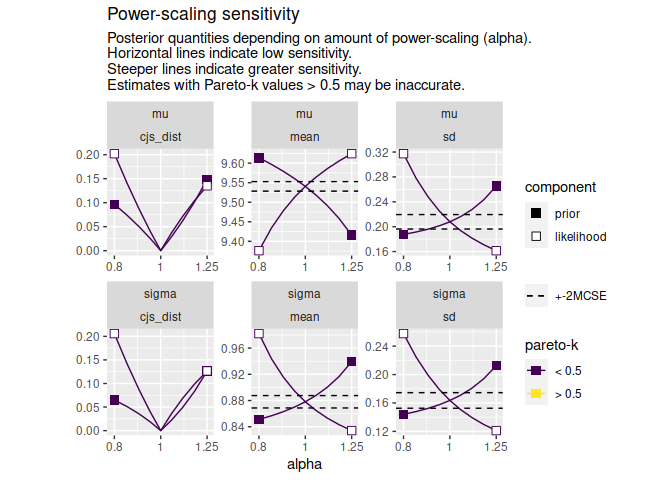 Power-scaling sensitivity
Posterior quantities depending on amount of power-scaling (alpha).
Horizontal lines indicate low sensitivity.
Steeper lines indicate greater sensitivity.
Estimates with Pareto-k values > 0.5 may be inaccurate.
mu
cjs_dist
0.20
0.15
0.10
0.05
0.00
0.8
1
1.25
mu
mean
9.60
9.55
9.50
9.45
9.40
0.8
1
1.25
mu
sd
0.32
0.28
0.24
0.20
0.16
0.8
1
1.25
sigma
cjs_dist
0.20
0.15
0.10
0.05
0.00
0.8
1
1.25
sigma
mean
0.96
0.92
0.88
0.84
0.8
1
1.25
sigma
sd
0.24
0.20
0.16
0.12
0.8
1
1.25
alpha
component
prior
likelihood
+-2MCSE
pareto-k
< 0.5
> 0.5